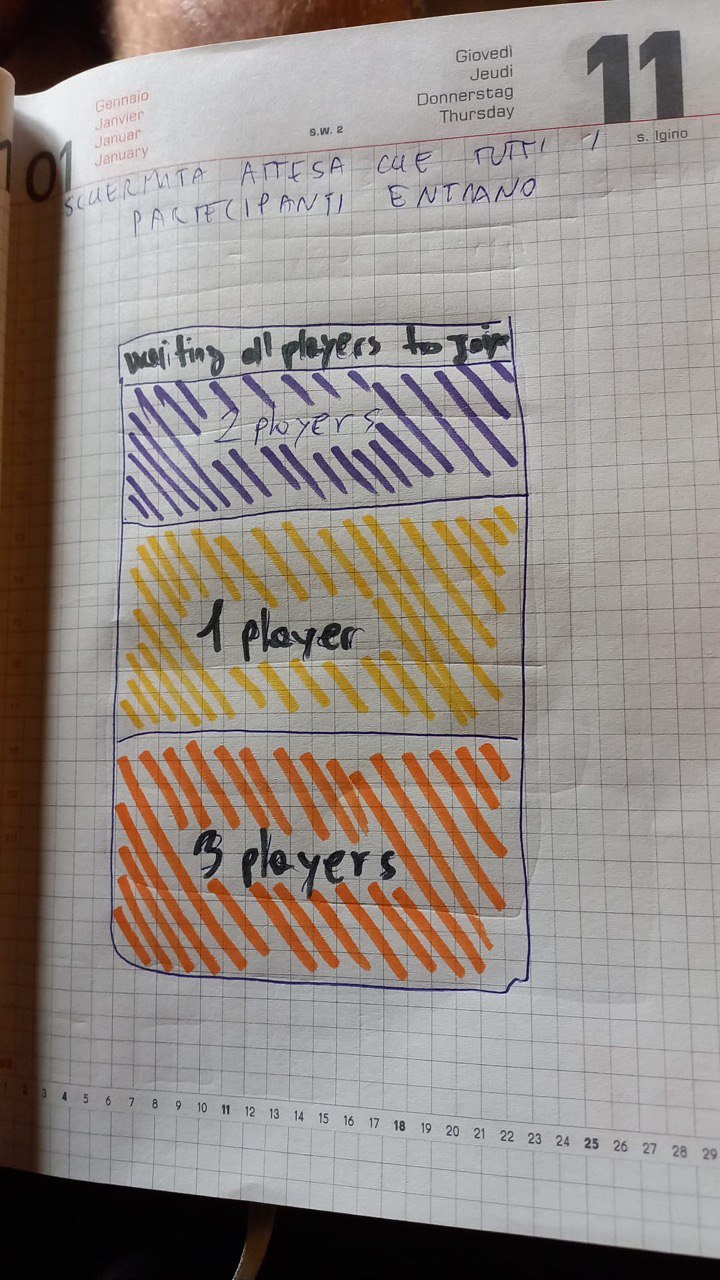 Gennaio
Janvier
Januar
January
01
S.W. 2
Giovedì
Jeudi
Donnerstag
Thursday
11
s. Igino
SCHERMATA ATTESA CHE TUTTI I
PARTECIPANTI ENTRANO
waiting all players to join
2 players
1 player
3 players
1 2 3 4 5 6 7 8 9 10 11 12 13 14 15 16 17 18 19 20 21 22 23 24 25 26 27 28 29